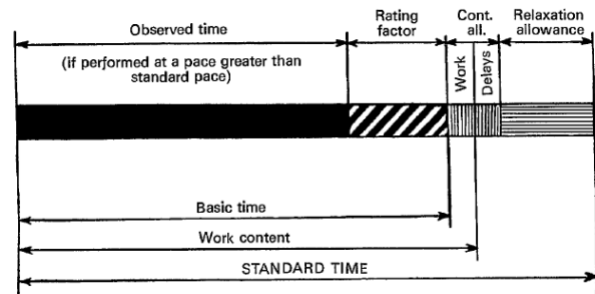 Observed time
Rating
factor
Cont.
all.
Relaxation
allowance
(if performed at a pace greater than
standard pace)
Work
Delays
Basic time
Work content
STANDARD TIME